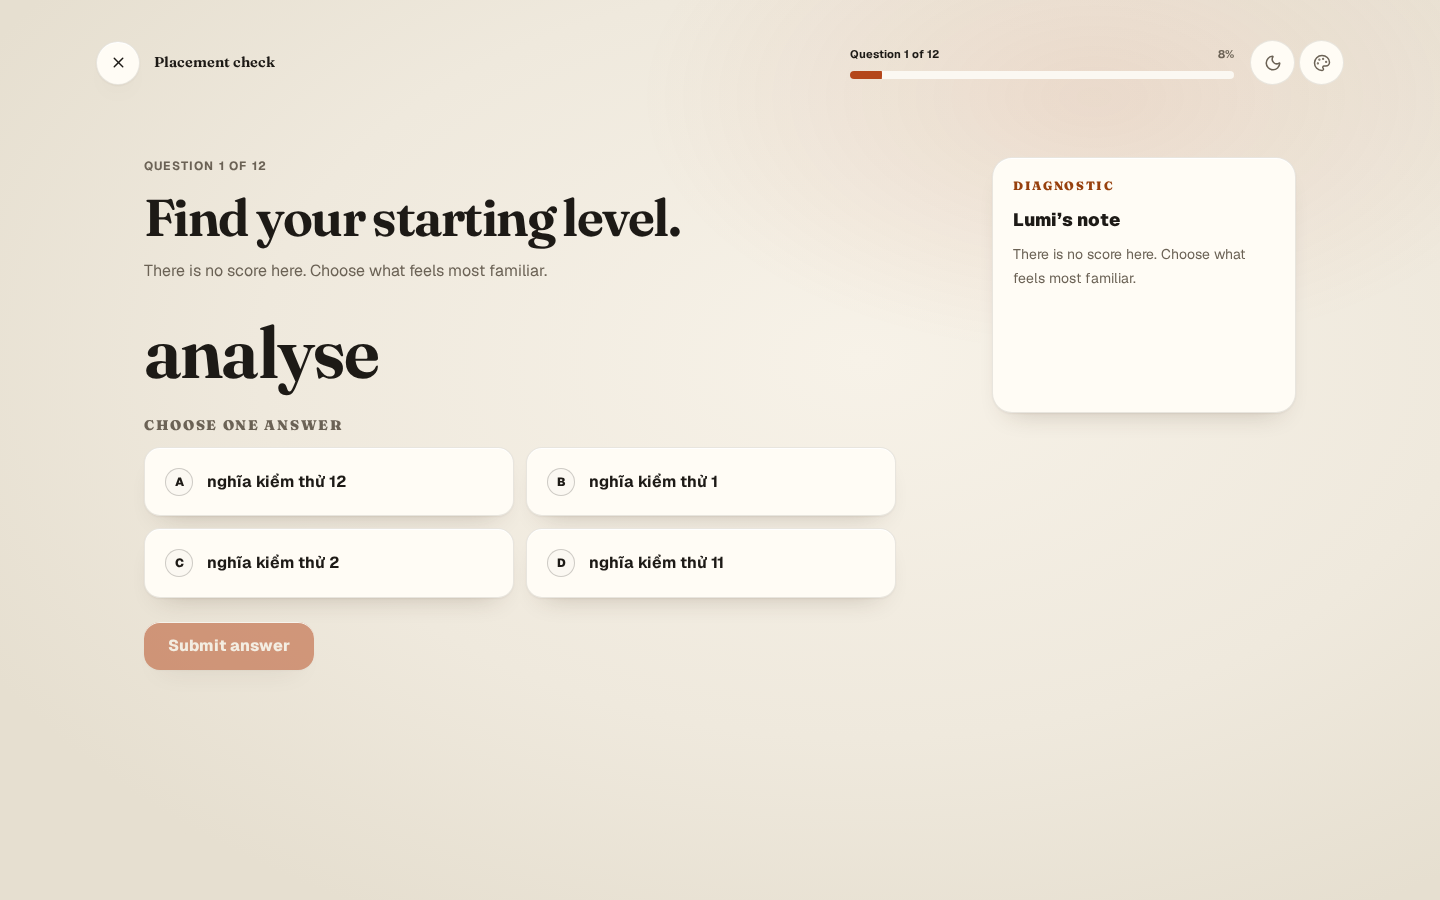 Placement check
Question 1 of 12
8%
QUESTION 1 OF 12
Find your starting level.
There is no score here. Choose what feels most familiar.
analyse
CHOOSE ONE ANSWER
A nghĩa kiểm thử 12
B nghĩa kiểm thử 1
C nghĩa kiểm thử 2
D nghĩa kiểm thử 11
Submit answer
DIAGNOSTIC
Lumi’s note
There is no score here. Choose what
feels most familiar.